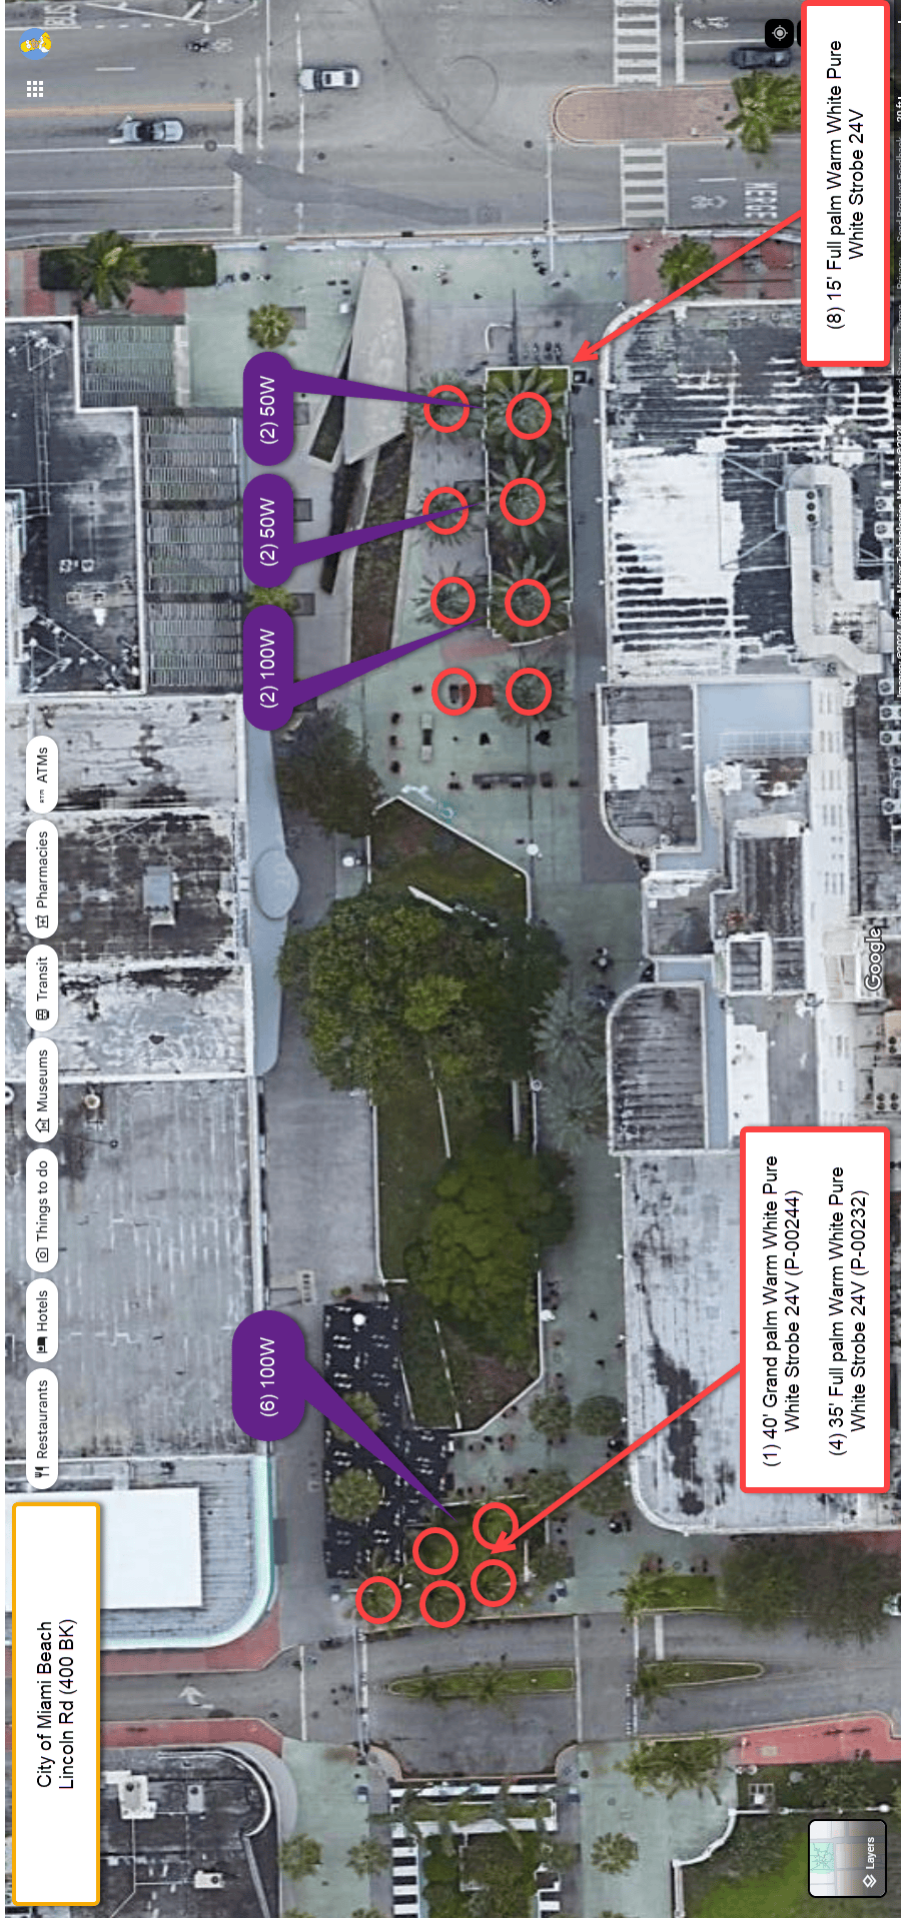 City of Miami Beach
Lincoln Rd (400 BK)
Restaurants
Hotels
Things to do
Museums
Transit
Pharmacies
ATM ATMs
(6) 100W
(2) 100W
(2) 50W
(2) 50W
(1) 40' Grand palm Warm White Pure
White Strobe 24V (P-00244)
(4) 35' Full palm Warm White Pure
White Strobe 24V (P-00232)
(8) 15' Full palm Warm White Pure
White Strobe 24V
BUS
MERGE
Google
Layers